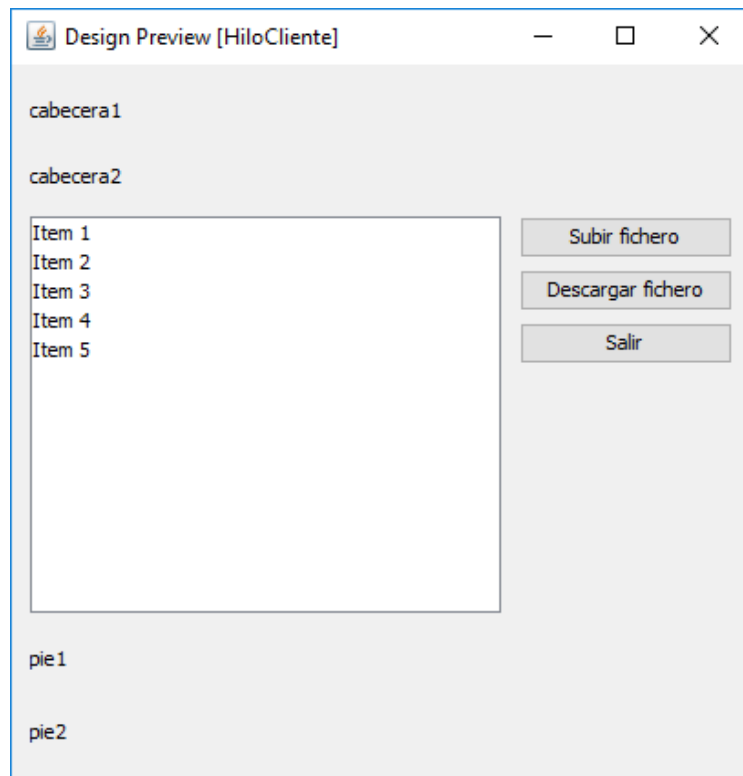 Design Preview [HiloCliente]
cabecera1
cabecera2
Item 1
Item 2
Item 3
Item 4
Item 5
Subir fichero
Descargar fichero
Salir
pie1
pie2